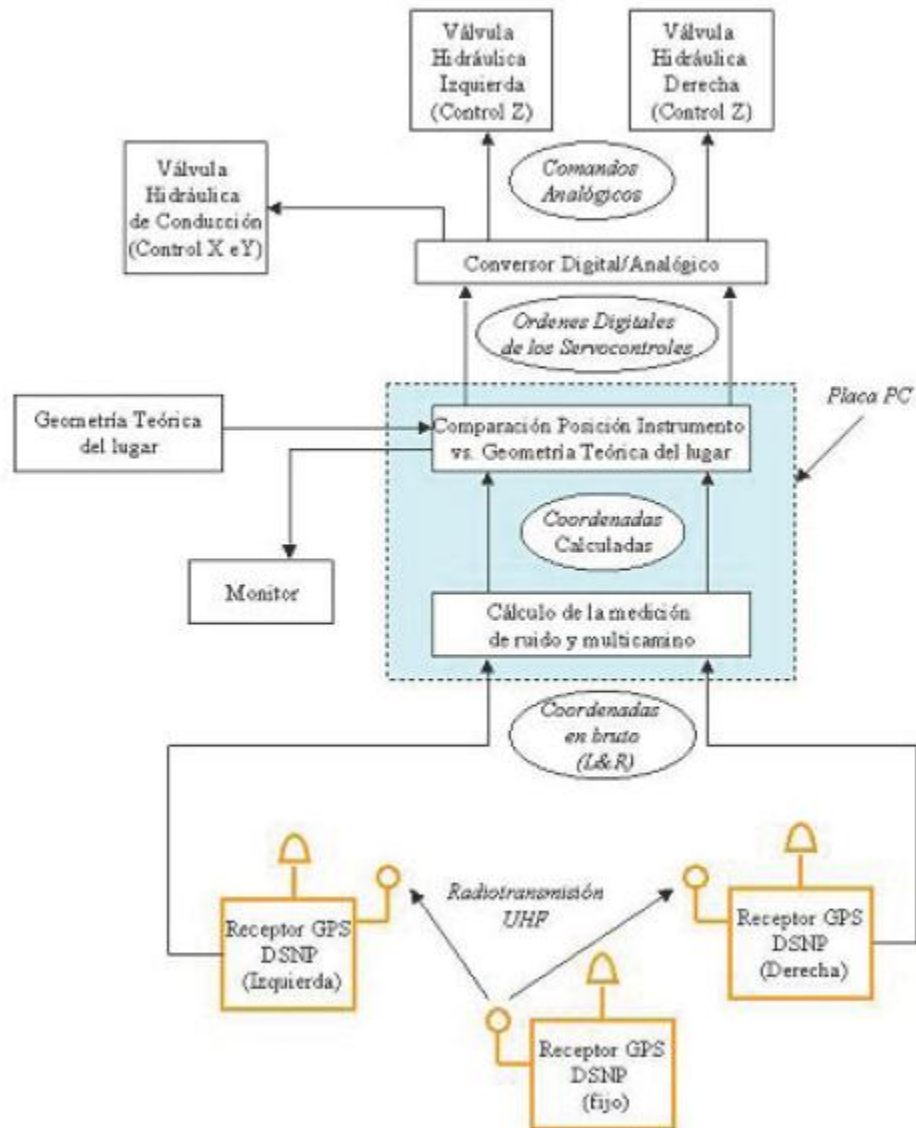 Válvula
Hidráulica
Izquierda
(Control Z)
Válvula
Hidráulica
Derecha
(Control Z)
Válvula
Hidráulica
de Conducción
(Control X eY)
Comandos
Analógicos
Conversor Digital/Analógico
Ordenes Digitales
de los Servocontroles
Placa PC
Geometría Teórica
del lugar
Comparación Posición Instrumento
vs. Geometría Teórica del lugar
Coordenadas
Calculadas
Monitor
Cálculo de la medición
de ruido y multicamino
Coordenadas
en bruto
(L&R)
Radiotransmisión
UHF
Receptor GPS
DSNP
(Izquierda)
Receptor GPS
DSNP
(Derecha)
Receptor GPS
DSNP
(fijo)